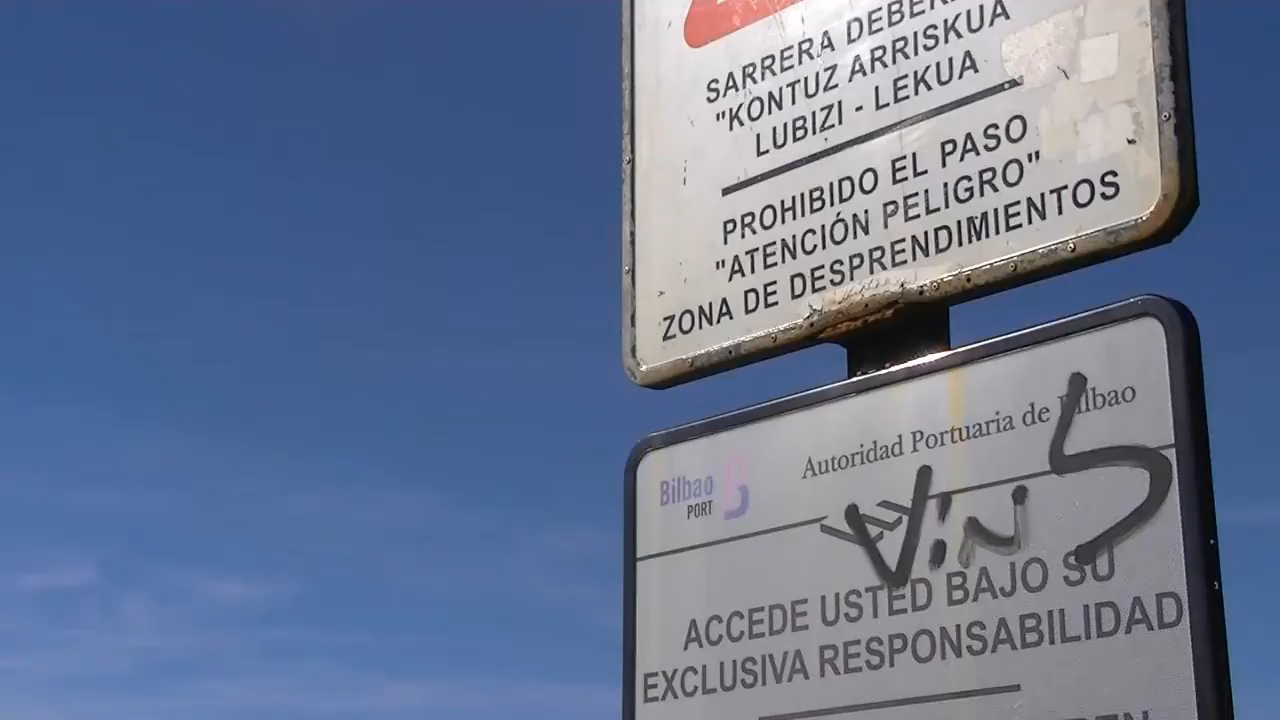 SARRERA
"KONTUZ ARRISKUA
LUBIZI - LEKUA
PROHIBIDO EL PASO
"ATENCIÓN PELIGRO"
ZONA DE DESPRENDIMIENTOS
Bilbao
PORT
Autoridad Portuaria de Bilbao
ViNS
ACCEDE USTED BAJO SU
EXCLUSIVA RESPONSABILIDAD